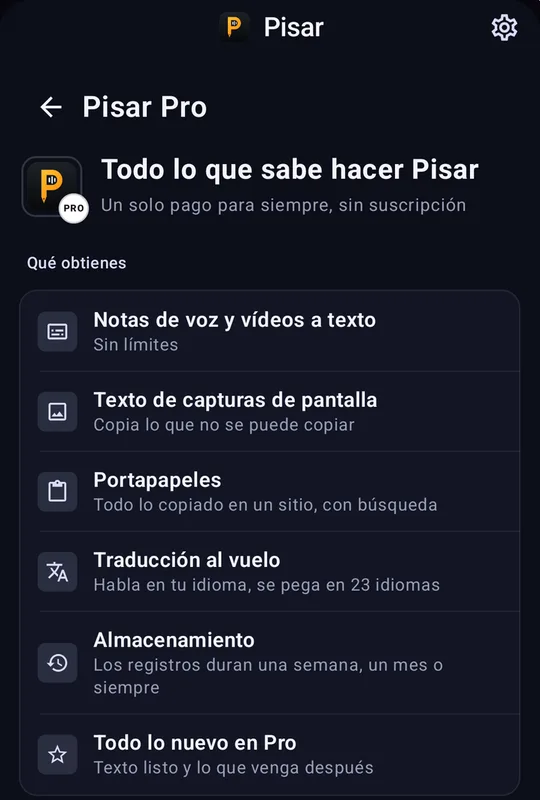 Pisar
Pisar Pro
Todo lo que sabe hacer Pisar
PRO
Un solo pago para siempre, sin suscripción
Qué obtienes
Notas de voz y vídeos a texto
Sin límites
Texto de capturas de pantalla
Copia lo que no se puede copiar
Portapapeles
Todo lo copiado en un sitio, con búsqueda
Traducción al vuelo
Habla en tu idioma, se pega en 23 idiomas
Almacenamiento
Los registros duran una semana, un mes o
siempre
Todo lo nuevo en Pro
Texto listo y lo que venga después